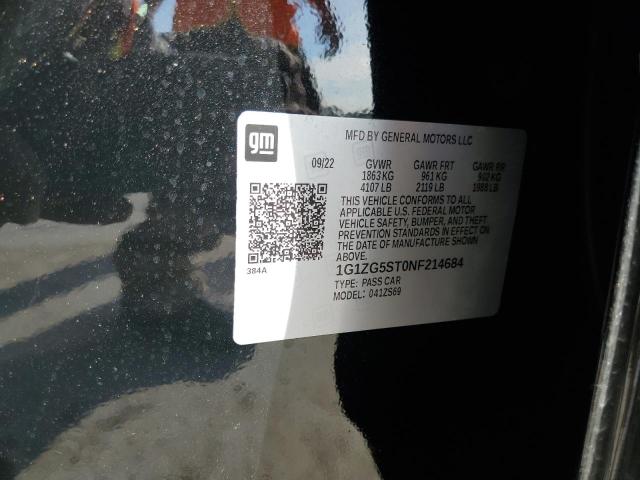 gm
MFD BY GENERAL MOTORS LLC
09/22 GVWR GAWR FRT GAWR RR
1863 KG 961 KG 902 KG
4107 LB 2119 LB 1988 LB
THIS VEHICLE CONFORMS TO ALL
APPLICABLE U.S. FEDERAL MOTOR
VEHICLE SAFETY, BUMPER, AND THEFT
PREVENTION STANDARDS IN EFFECT ON
THE DATE OF MANUFACTURE SHOWN
ABOVE.
384A
1G1ZG5ST0NF214684
TYPE: PASS CAR
MODEL: 041ZS69